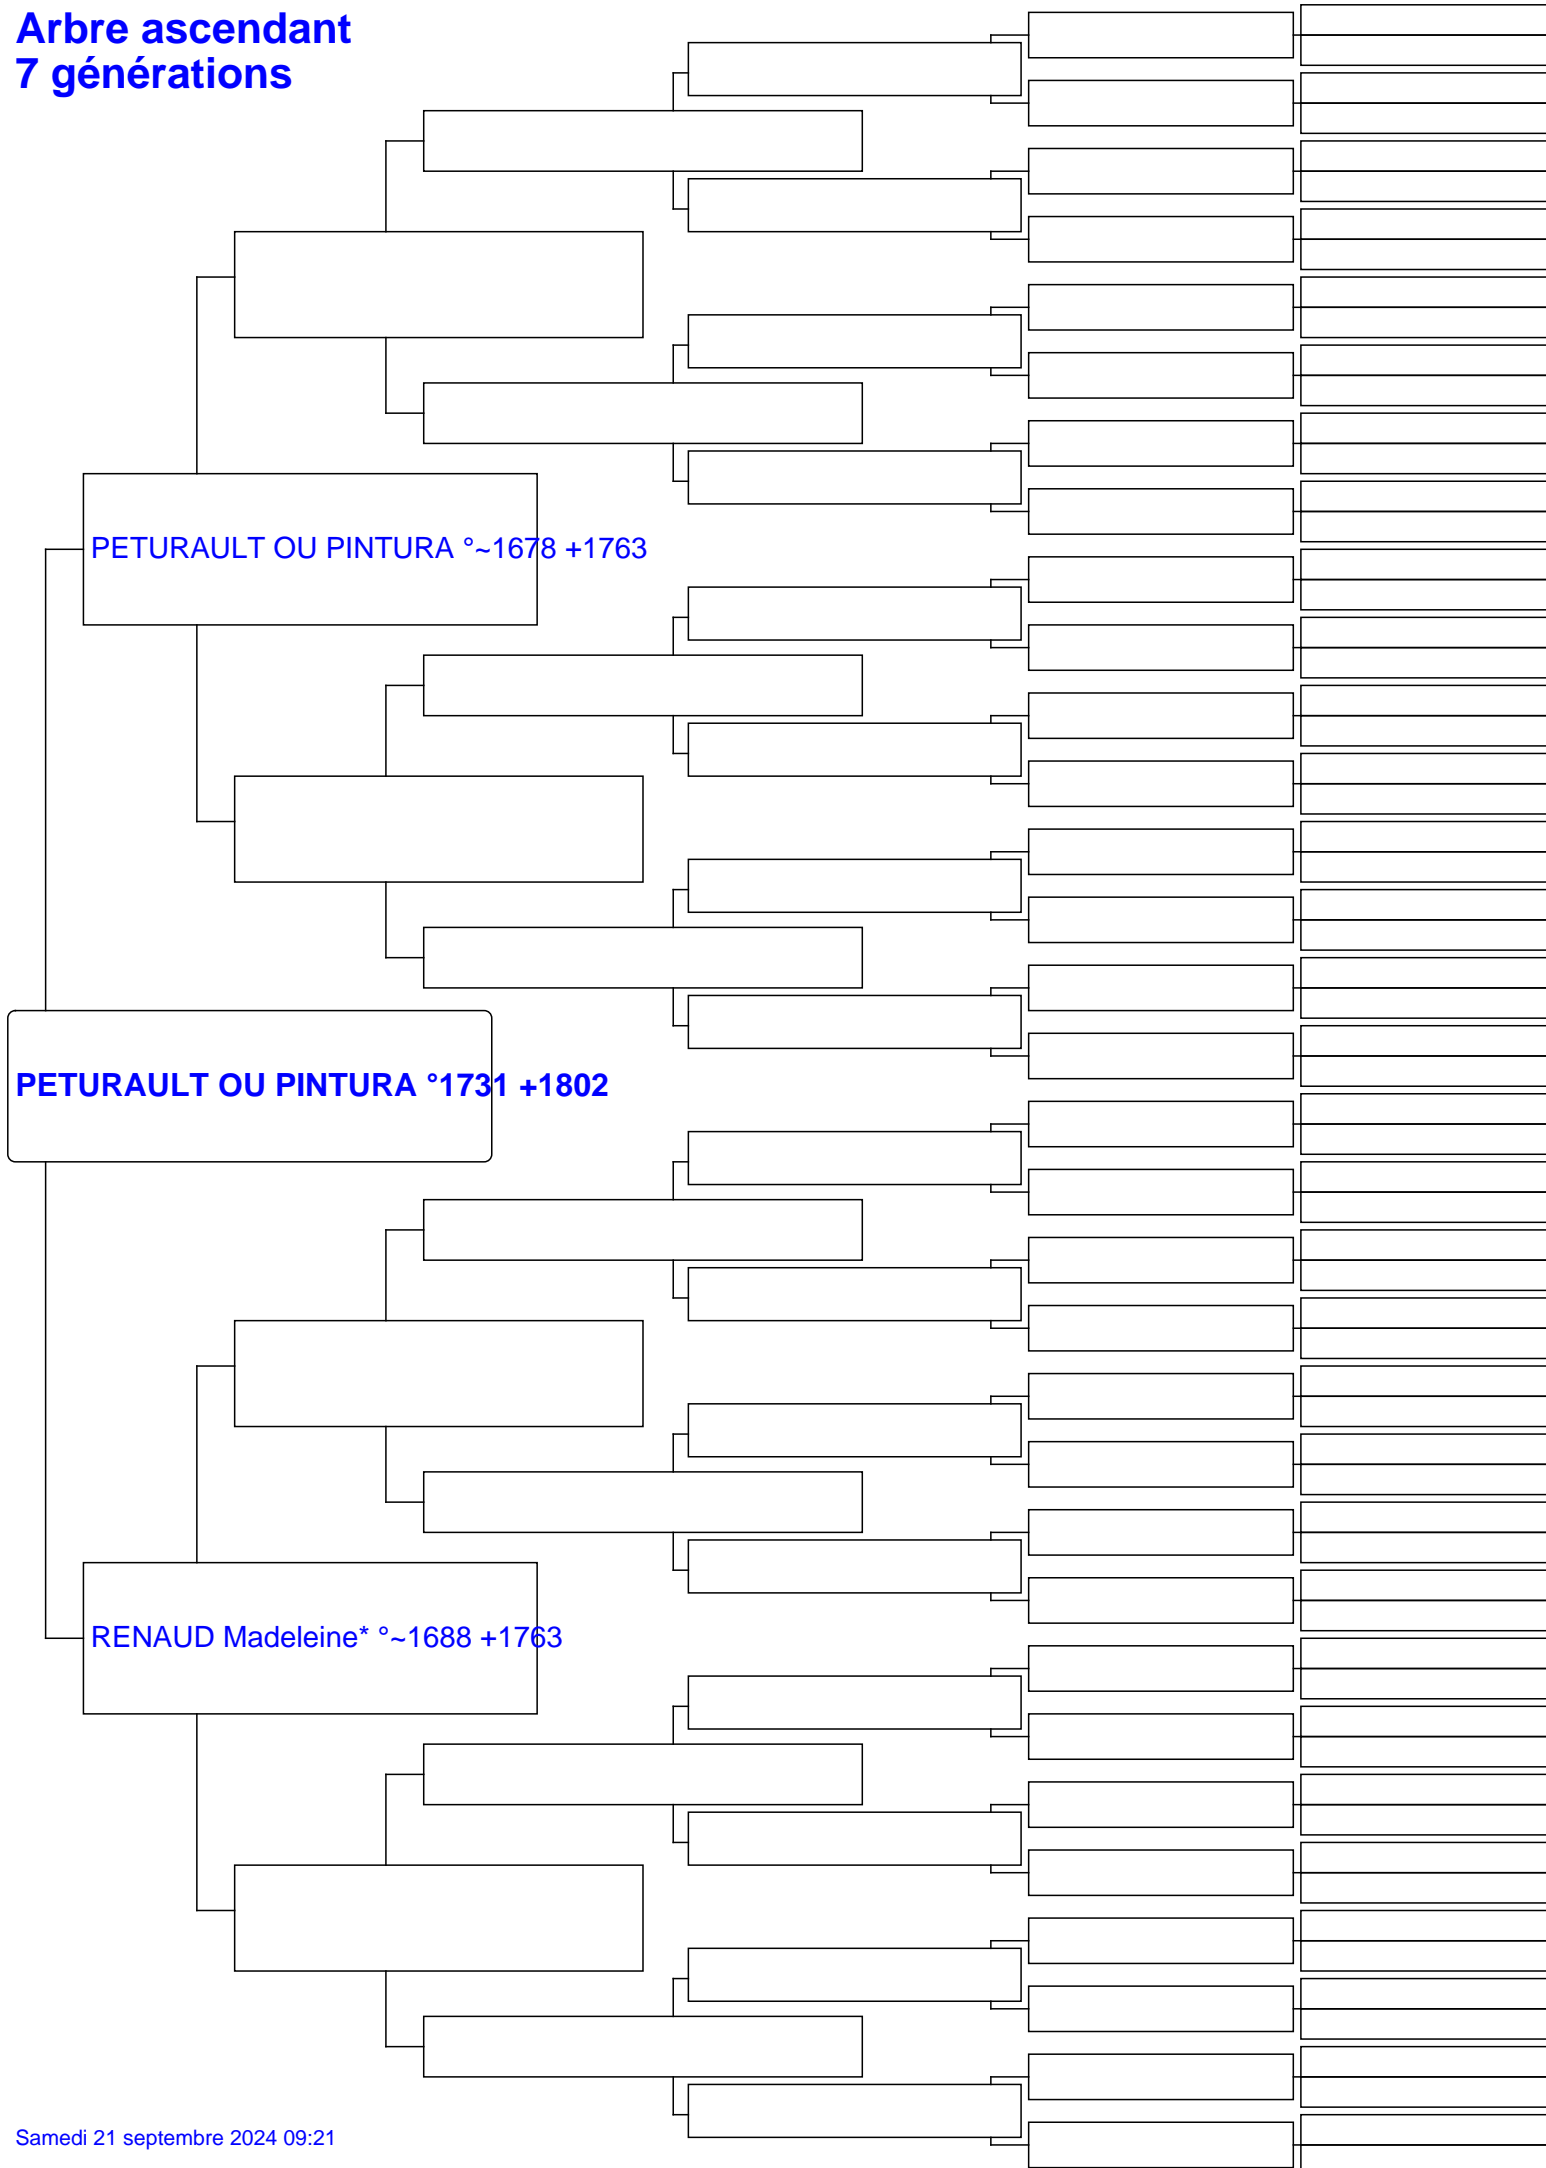 Arbre ascendant
7 générations
PETURAULT OU PINTURA °~1678 +1763
PETURAULT OU PINTURA °1731 +1802
RENAUD Madeleine* °~1688 +1763
Samedi 21 septembre 2024 09:21